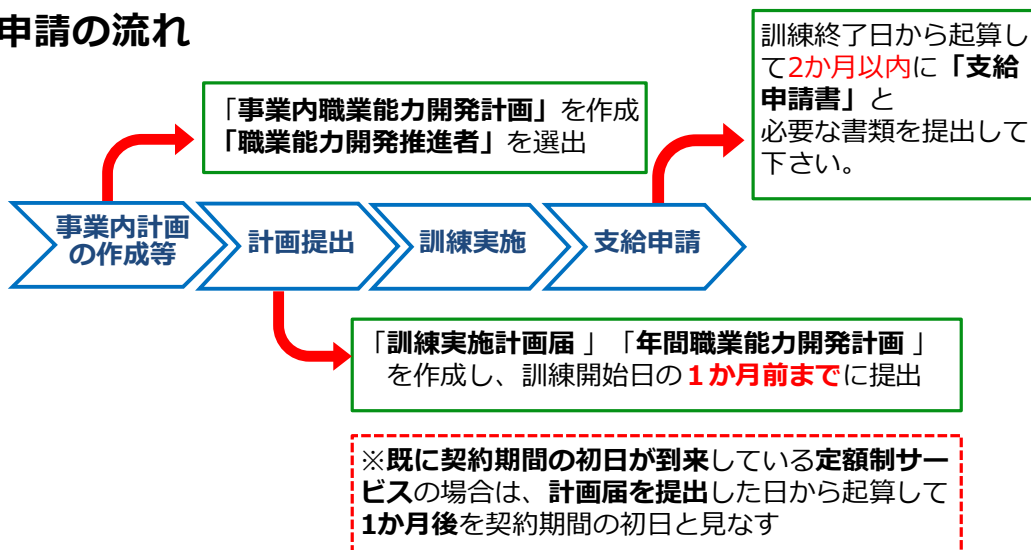 申請の流れ
訓練終了日から起算し
て2か月以内に「支給
申請書」と
必要な書類を提出して
下さい。
「事業内職業能力開発計画」を作成
「職業能力開発推進者」を選出
事業内計画
の作成等
計画提出
訓練実施
支給申請
「訓練実施計画届 」「年間職業能力開発計画 」
を作成し、訓練開始日の１か月前までに提出
※既に契約期間の初日が到来している定額制サー
ビスの場合は、計画届を提出した日から起算して
1か月後を契約期間の初日と見なす